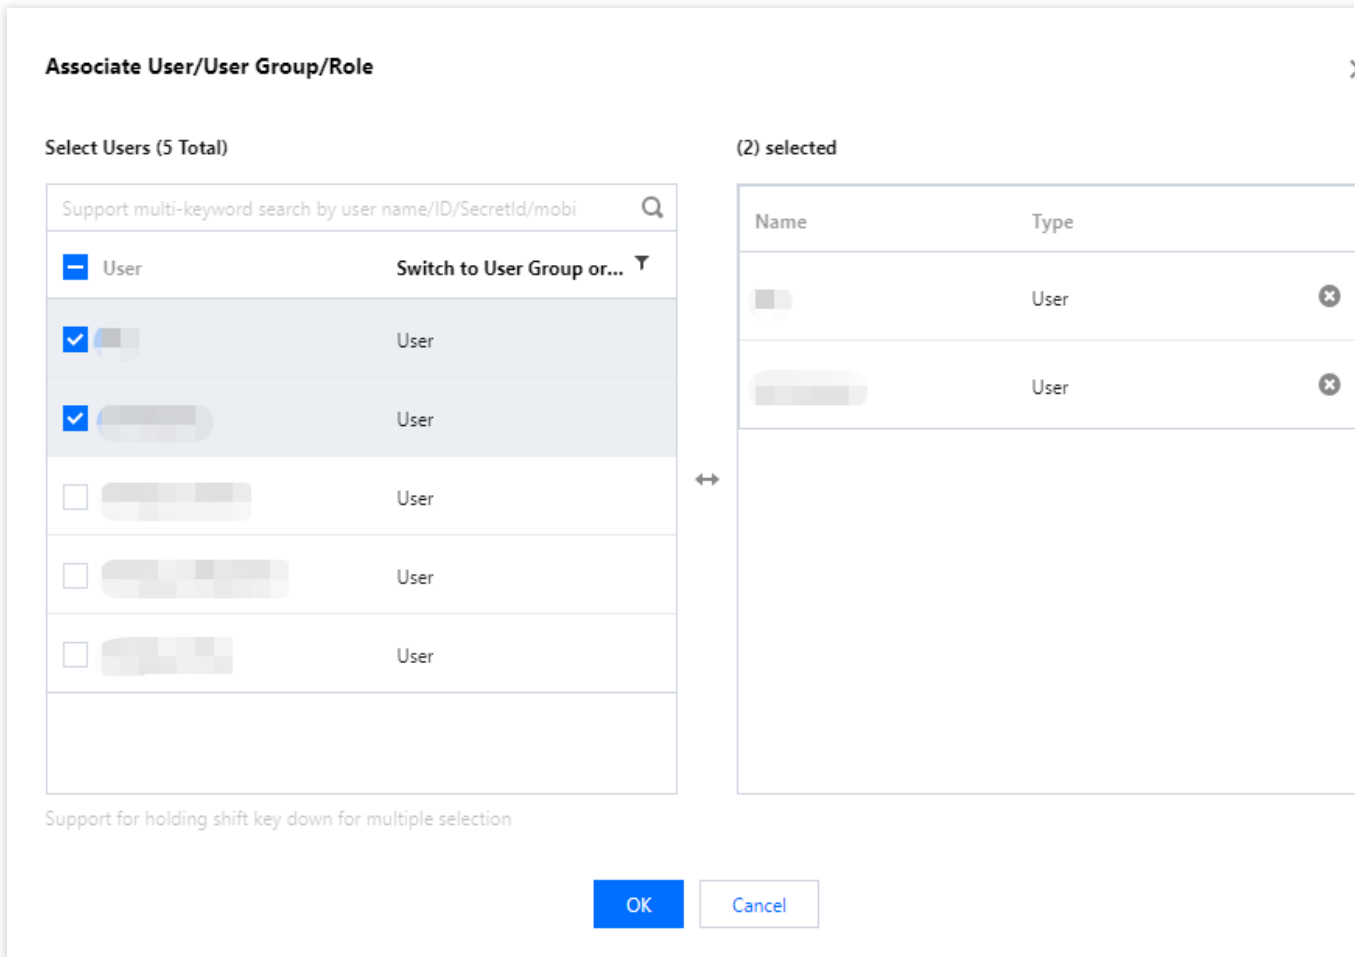 Associate User/User Group/Role
Select Users (5 Total)
Support multi-keyword search by user name/ID/SecretId/mobi
User
Switch to User Group or...
User
User
User
User
User
Support for holding shift key down for multiple selection
(2) selected
Name Type
User
User
OK Cancel